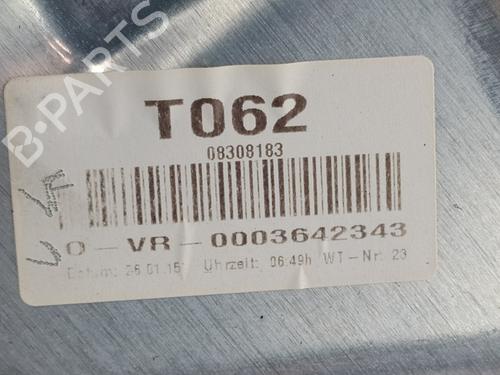 B-PARTS
T062
08308183
O-VR-0003642343
Datum: 26.01.15 Uhrzeit: 06:49h WT-Nr: 23